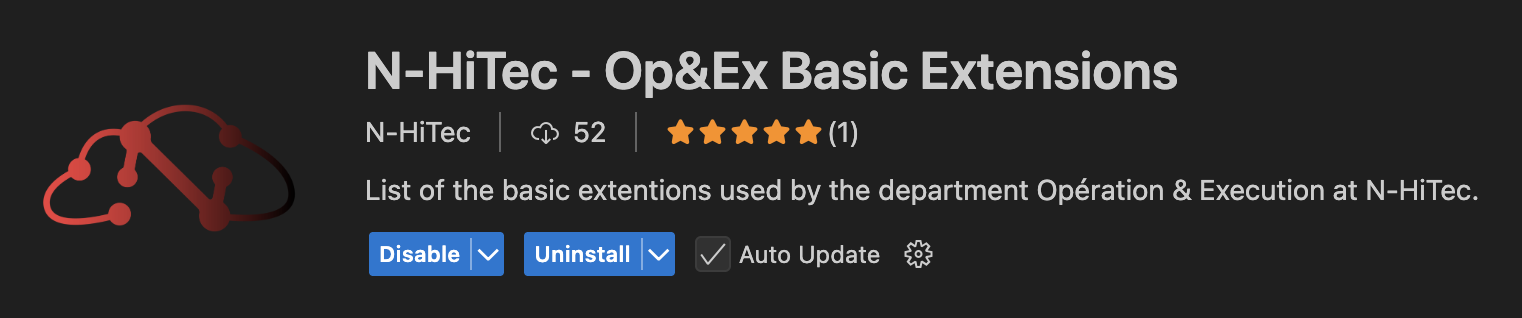 N-HiTec - Op&Ex Basic Extensions
N-HiTec 52 (1)
List of the basic extentions used by the department Opération & Execution at N-HiTec.
Disable Uninstall Auto Update